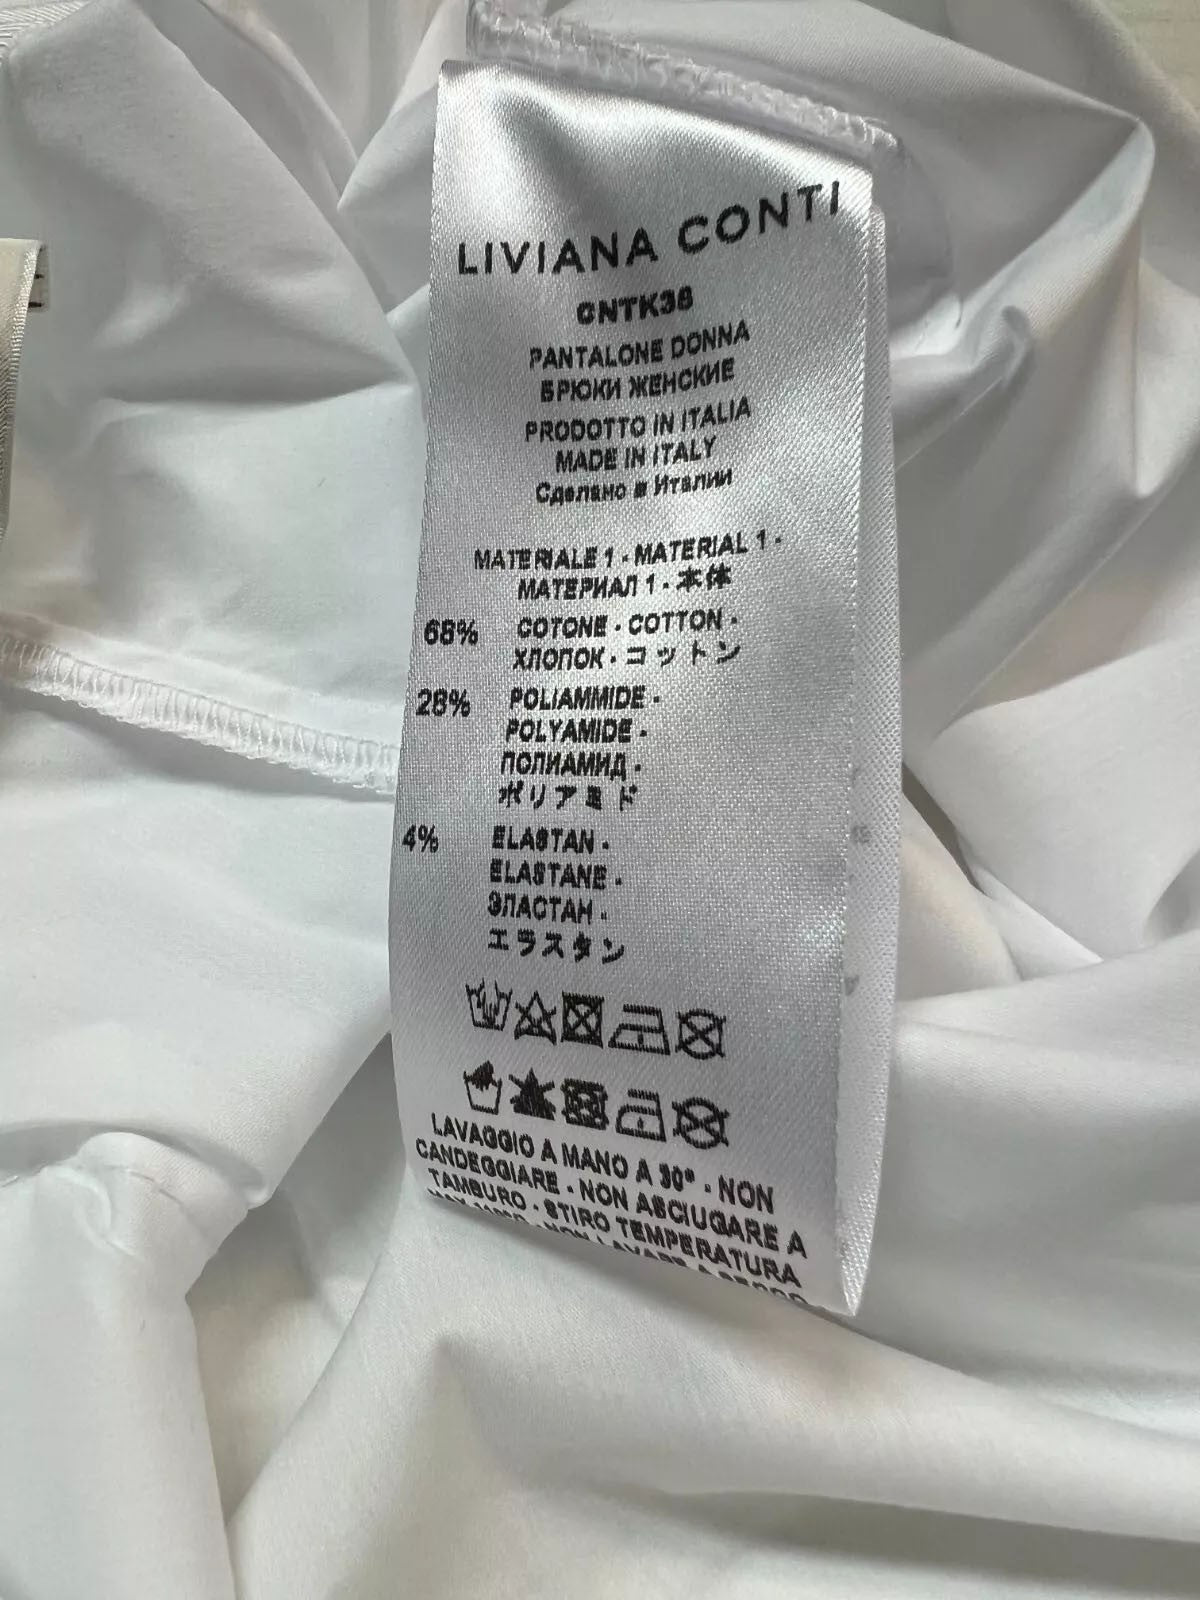 LIVIANA CONTI
CNTK38
PANTALONE DONNA
БРЮКИ ЖЕНСКИЕ
PRODOTTO IN ITALIA
MADE IN ITALY
Сделано в Италии
MATERIALE 1 - MATERIAL 1 -
МАТЕРИАЛ 1 - 本体
68% COTONE - COTTON -
ХЛОПОК - コットン
28% POLIAMMIDE -
POLYAMIDE -
ПОЛИАМИД -
ポリアミド
4% ELASTAN -
ELASTANE -
ЭЛАСТАН -
エラスタン
LAVAGGIO A MANO A 30° - NON
CANDEGGIARE - NON ASCIUGARE A
TAMBURO - STIRO TEMPERATURA
NON LAVARE A SECCO